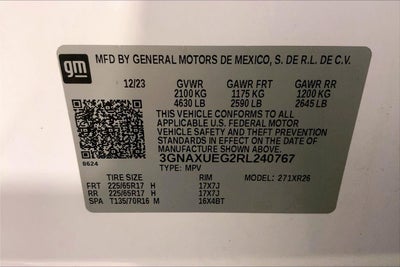 gm
MFD BY GENERAL MOTORS DE MEXICO, S. DE R.L. DE C.V.
12/23 GVWR GAWR FRT GAWR RR
2100 KG 1175 KG 1200 KG
4630 LB 2590 LB 2645 LB
THIS VEHICLE CONFORMS TO ALL
APPLICABLE U.S. FEDERAL MOTOR
VEHICLE SAFETY AND THEFT PREVENTION
STANDARDS IN EFFECT ON THE DATE OF
MANUFACTURE SHOWN ABOVE.
8624 3GNAXUEG2RL240767
TYPE: MPV MODEL: 271XR26
TIRE SIZE RIM
FRT 225/65R17 H 17X7J
RR 225/65R17 H 17X7J
SPA T135/70R16 M 16X4BT